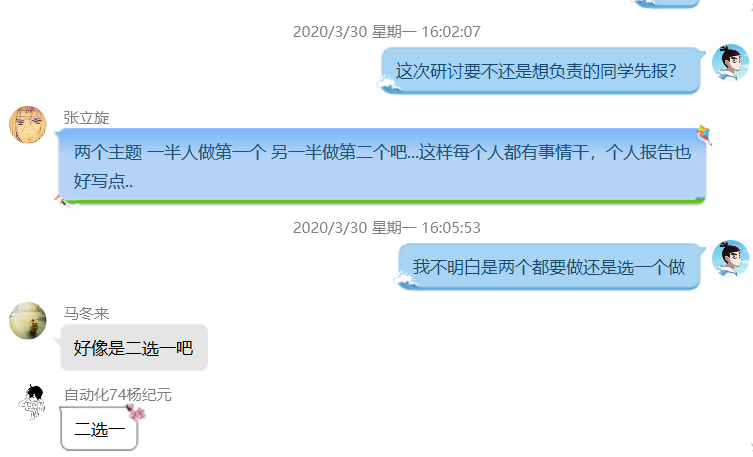 2020/3/30 星期一 16:02:07
这次研讨要不还是想负责的同学先报？
张立旋
两个主题 一半人做第一个 另一半做第二个吧...这样每个人都有事情干，个人报告也
好写点..
2020/3/30 星期一 16:05:53
我不明白是两个都要做还是选一个做
马冬来
好像是二选一吧
自动化74杨纪元
二选一